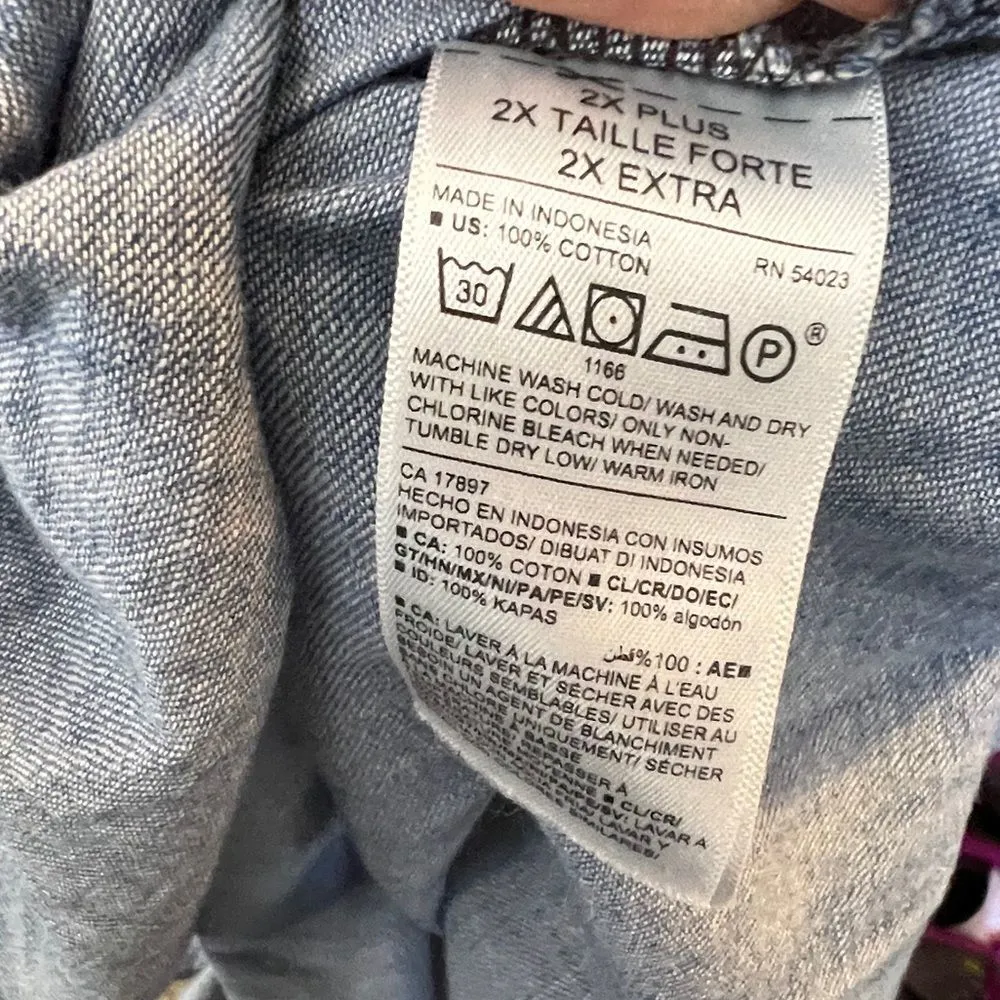 2X PLUS
2X TAILLE FORTE
2X EXTRA
MADE IN INDONESIA
■ US: 100% COTTON
RN 54023
30
P ®
1166
MACHINE WASH COLD/ WASH AND DRY
WITH LIKE COLORS/ ONLY NON-
CHLORINE BLEACH WHEN NEEDED/
TUMBLE DRY LOW/ WARM IRON
CA 17897
HECHO EN INDONESIA CON INSUMOS
IMPORTADOS/ DIBUAT DI INDONESIA
■ CA: 100% COTON ■ CL/CR/DO/EC/
GT/HN/MX/NI/PA/PE/SV: 100% algodón
■ ID: 100% KAPAS
■AE : 100% قطن
■ CA: LAVER À LA MACHINE À L'EAU
FROIDE/ LAVER ET SÉCHER AVEC DES
COULEURS SEMBLABLES/ UTILISER AU
BESOIN UN AGENT DE BLANCHIMENT
SANS CHLORE UNIQUEMENT/ SÉCHER
BASSE
REPASSER À
■ CL/CR/
SV: LAVAR A
LAVAR Y
SIMILARES/